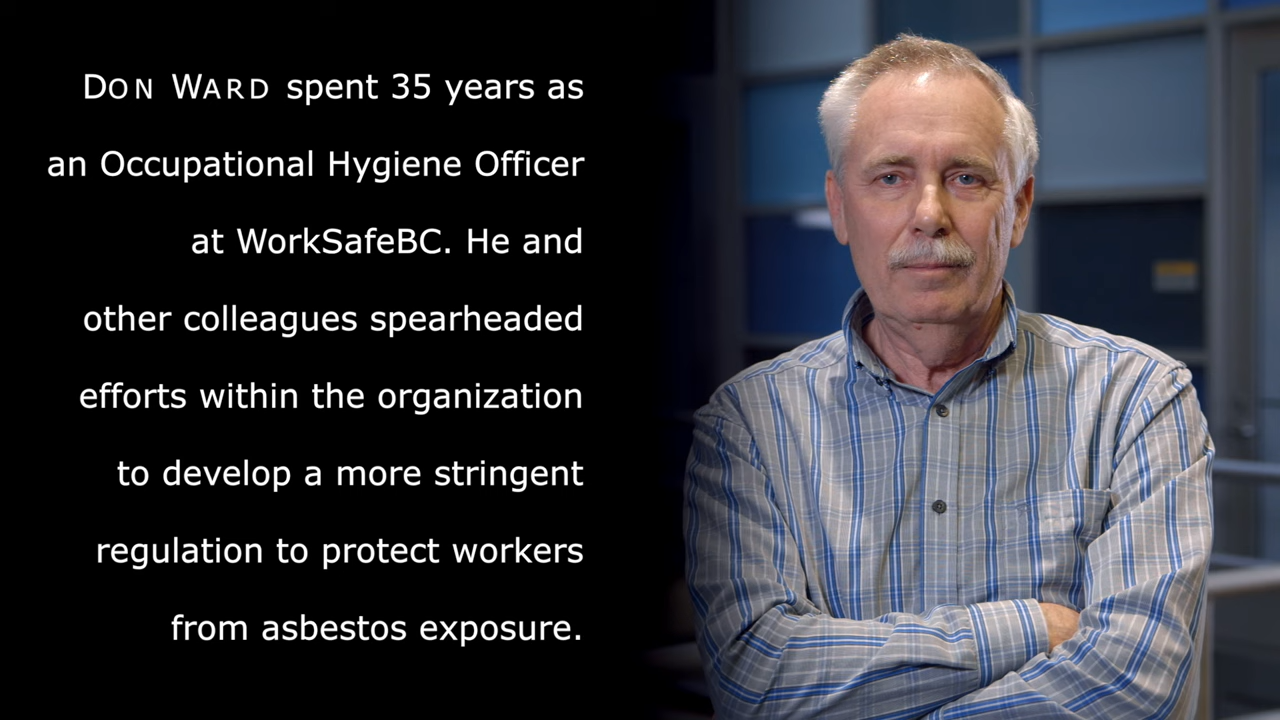 DON WARD spent 35 years as
an Occupational Hygiene Officer
at WorkSafeBC. He and
other colleagues spearheaded
efforts within the organization
to develop a more stringent
regulation to protect workers
from asbestos exposure.